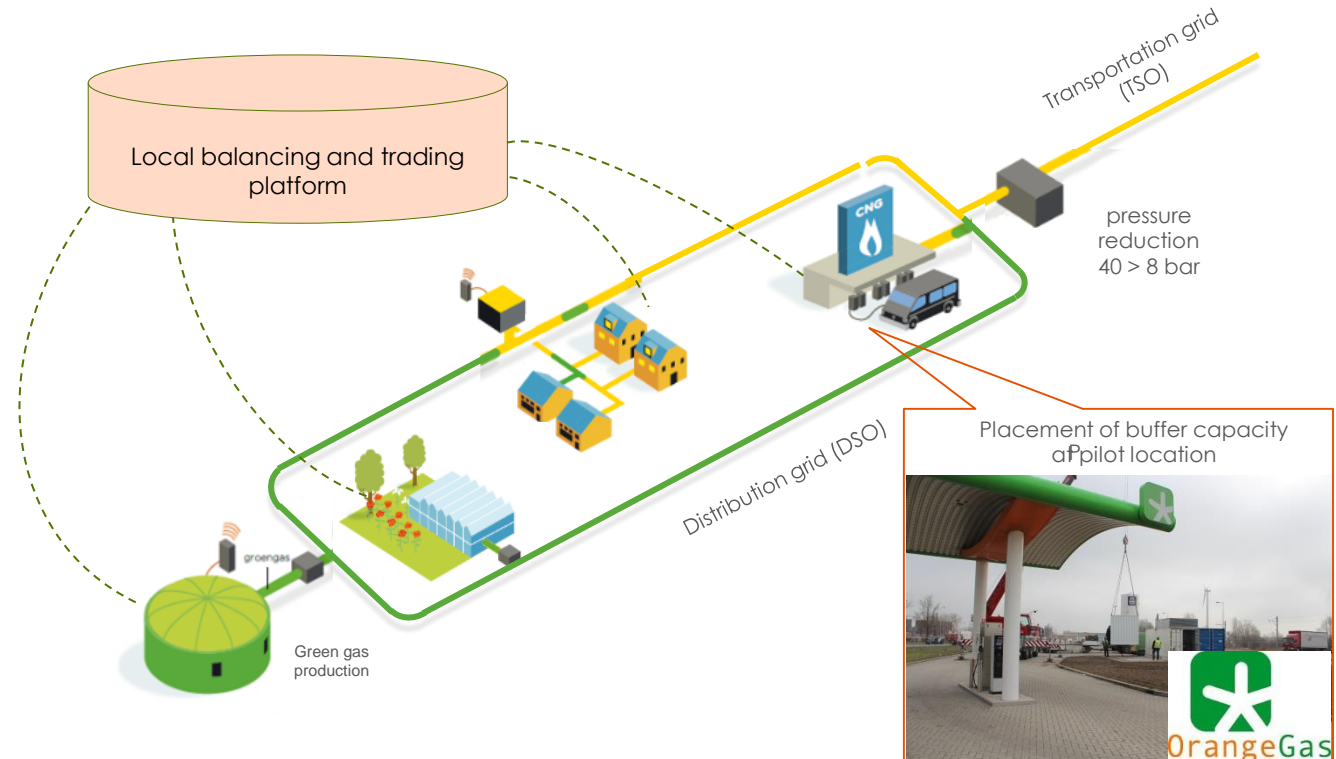 Transportation grid
(TSO)
Local balancing and trading
platform
CNG
pressure
reduction
40 > 8 bar
Distribution grid (DSO)
groengas
Green gas
production
Placement of buffer capacity
at pilot location
OrangeGas